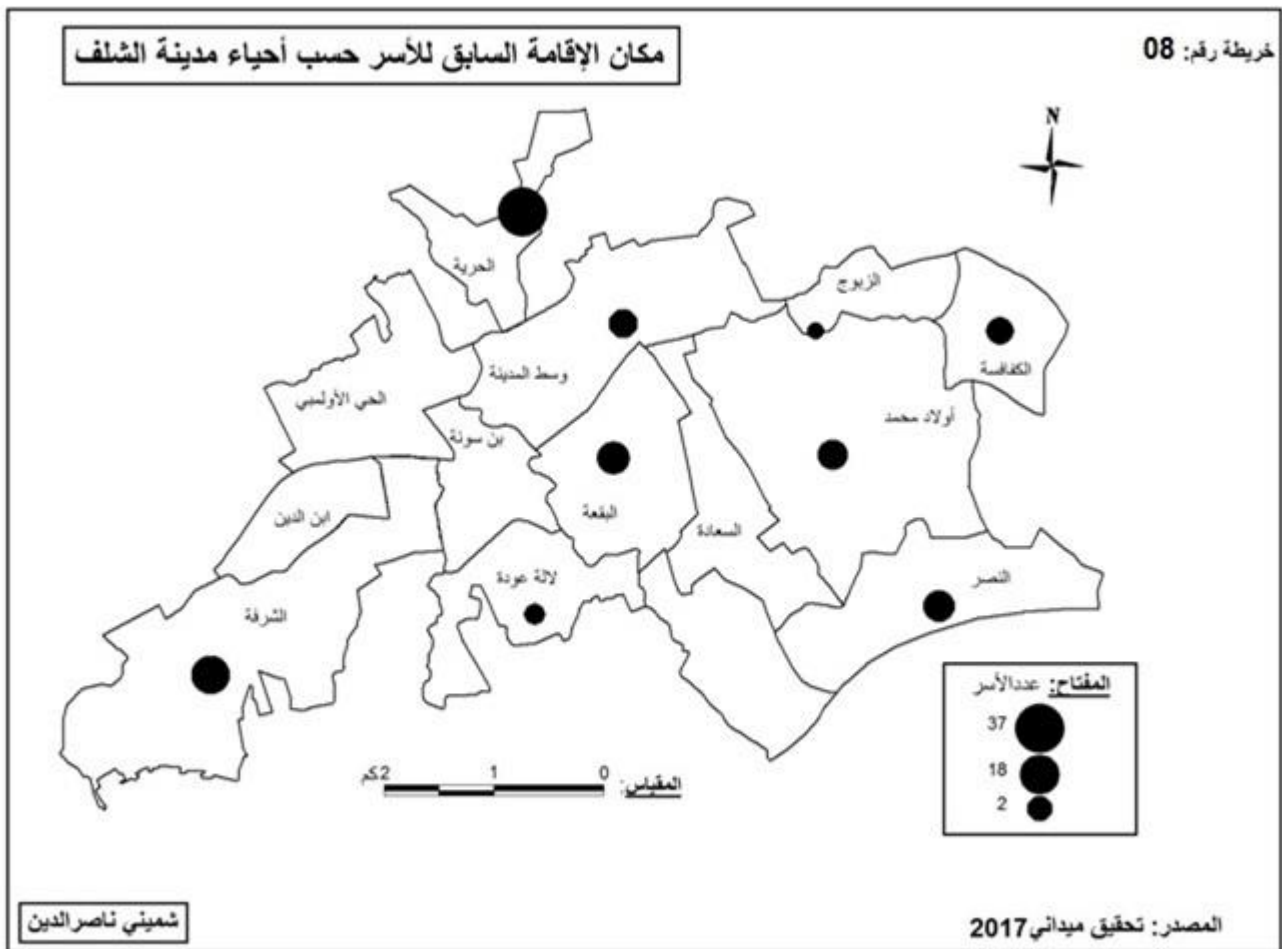 خريطة رقم: 08
مكان الإقامة السابق للأسر حسب أحياء مدينة الشلف
N
الحرية
الزبوج
الكفافسة
وسط المدينة
الحي الأولمبي
أولاد محمد
بن سونة
البقعة
ابن الدين
السعادة
لالة عودة
النصر
الشرفة
المفتاح: عددالأسر
37
18
2
المقياس:
0
1
2كم
المصدر: تحقيق ميداني2017
شميني ناصرالدين